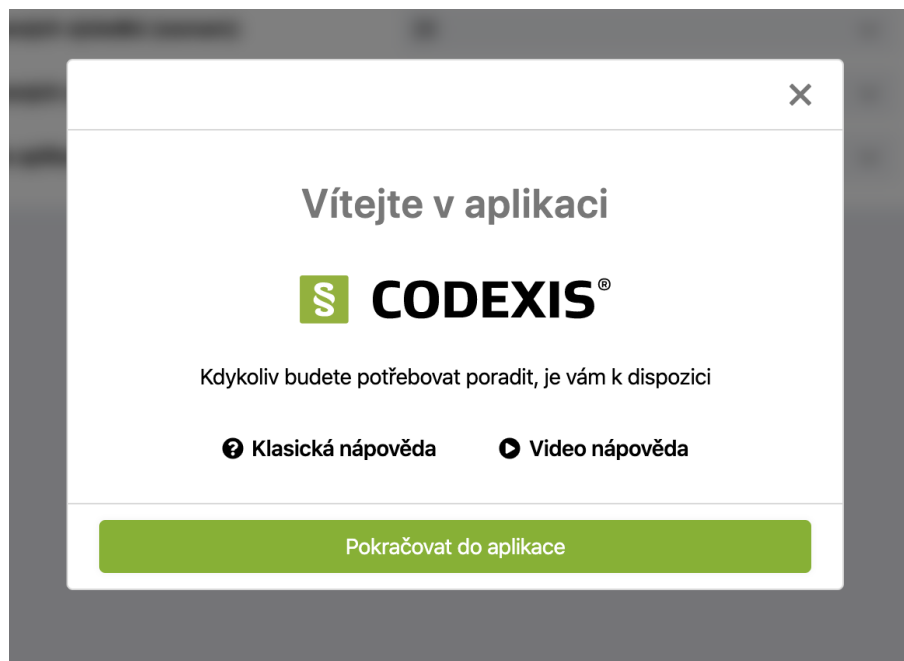 Vítejte v aplikaci
§ CODEXIS®
Kdykoliv budete potřebovat poradit, je vám k dispozici
Klasická nápověda Video nápověda
Pokračovat do aplikace